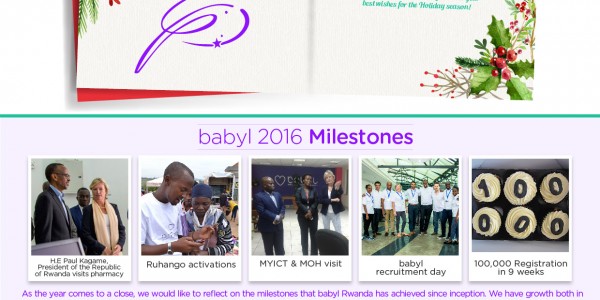 best wishes for the Holiday season!
babyl 2016 Milestones
H.E Paul Kagame,
President of the Republic
of Rwanda visits pharmacy
Ruhango activations
MYICT & MOH visit
babyl
recruitment day
100
000
100,000 Registration
in 9 weeks
As the year comes to a close, we would like to reflect on the milestones that babyl Rwanda has achieved since inception. We have growth both in